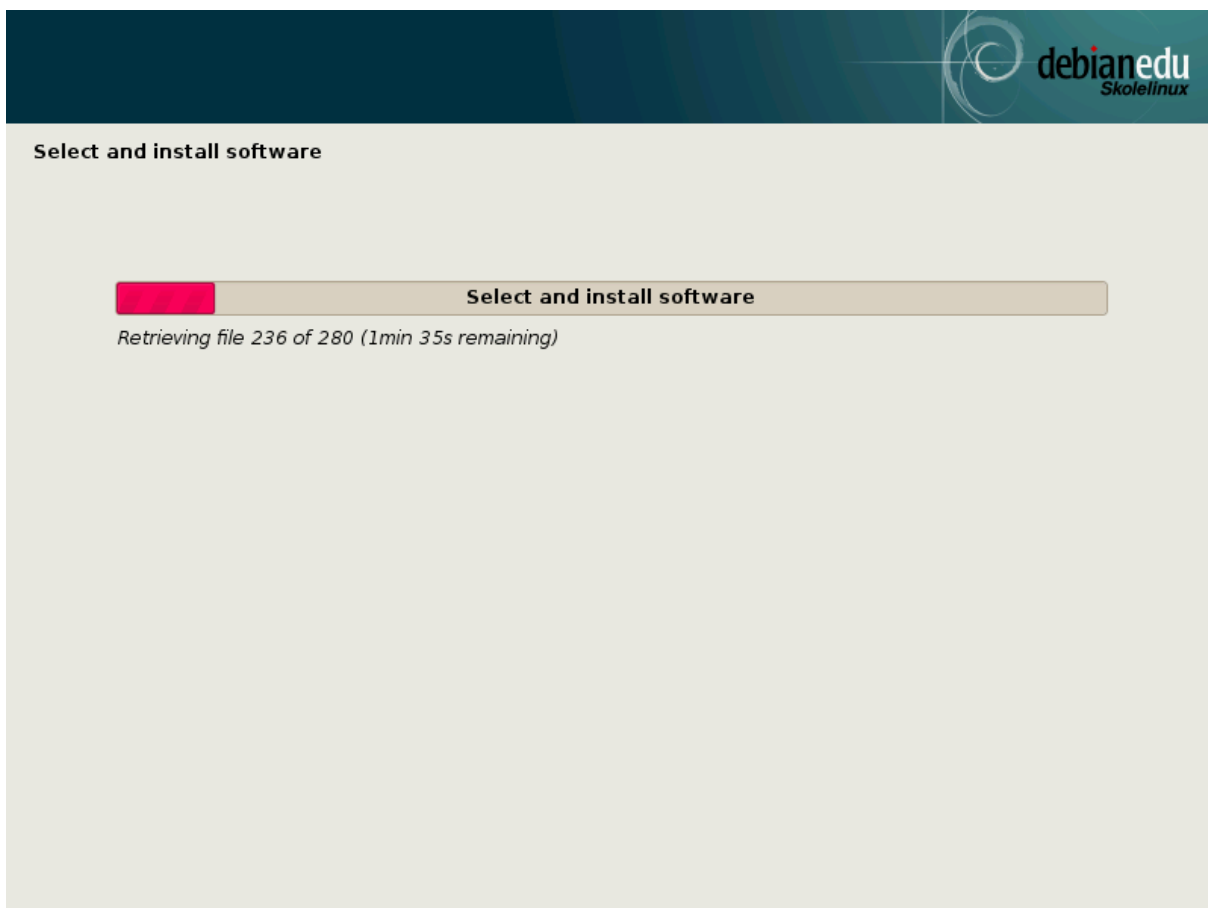 debianedu
Skolelinux
Select and install software
Select and install software
Retrieving file 236 of 280 (1min 35s remaining)